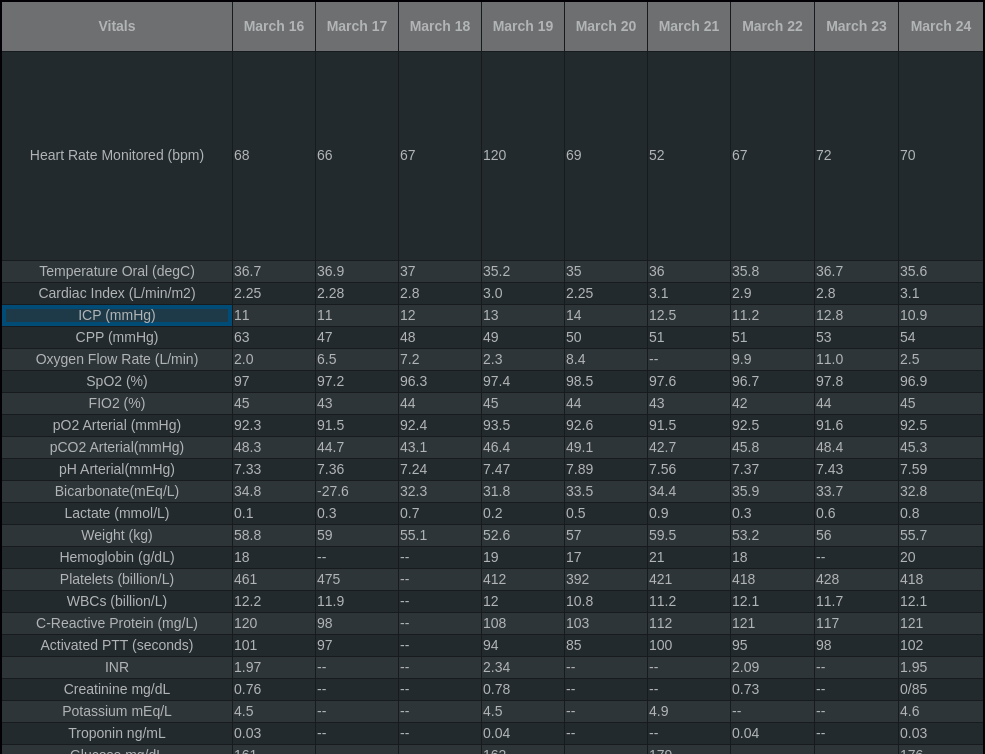 Vitals March 16 March 17 March 18 March 19 March 20 March 21 March 22 March 23 March 24
Heart Rate Monitored (bpm) 68 66 67 120 69 52 67 72 70
Temperature Oral (degC) 36.7 36.9 37 35.2 35 36 35.8 36.7 35.6
Cardiac Index (L/min/m2) 2.25 2.28 2.8 3.0 2.25 3.1 2.9 2.8 3.1
ICP (mmHg) 11 11 12 13 14 12.5 11.2 12.8 10.9
CPP (mmHg) 63 47 48 49 50 51 51 53 54
Oxygen Flow Rate (L/min) 2.0 6.5 7.2 2.3 8.4 -- 9.9 11.0 2.5
SpO2 (%) 97 97.2 96.3 97.4 98.5 97.6 96.7 97.8 96.9
FIO2 (%) 45 43 44 45 44 43 42 44 45
pO2 Arterial (mmHg) 92.3 91.5 92.4 93.5 92.6 91.5 92.5 91.6 92.5
pCO2 Arterial(mmHg) 48.3 44.7 43.1 46.4 49.1 42.7 45.8 48.4 45.3
pH Arterial(mmHg) 7.33 7.36 7.24 7.47 7.89 7.56 7.37 7.43 7.59
Bicarbonate(mEq/L) 34.8 -27.6 32.3 31.8 33.5 34.4 35.9 33.7 32.8
Lactate (mmol/L) 0.1 0.3 0.7 0.2 0.5 0.9 0.3 0.6 0.8
Weight (kg) 58.8 59 55.1 52.6 57 59.5 53.2 56 55.7
Hemoglobin (g/dL) 18 -- -- 19 17 21 18 -- 20
Platelets (billion/L) 461 475 -- 412 392 421 418 428 418
WBCs (billion/L) 12.2 11.9 -- 12 10.8 11.2 12.1 11.7 12.1
C-Reactive Protein (mg/L) 120 98 -- 108 103 112 121 117 121
Activated PTT (seconds) 101 97 -- 94 85 100 95 98 102
INR 1.97 -- -- 2.34 -- -- 2.09 -- 1.95
Creatinine mg/dL 0.76 -- -- 0.78 -- -- 0.73 -- 0/85
Potassium mEq/L 4.5 -- -- 4.5 -- 4.9 -- -- 4.6
Troponin ng/mL 0.03 -- -- 0.04 -- -- 0.04 -- 0.03
Glucose mg/dL 161 162 179 176